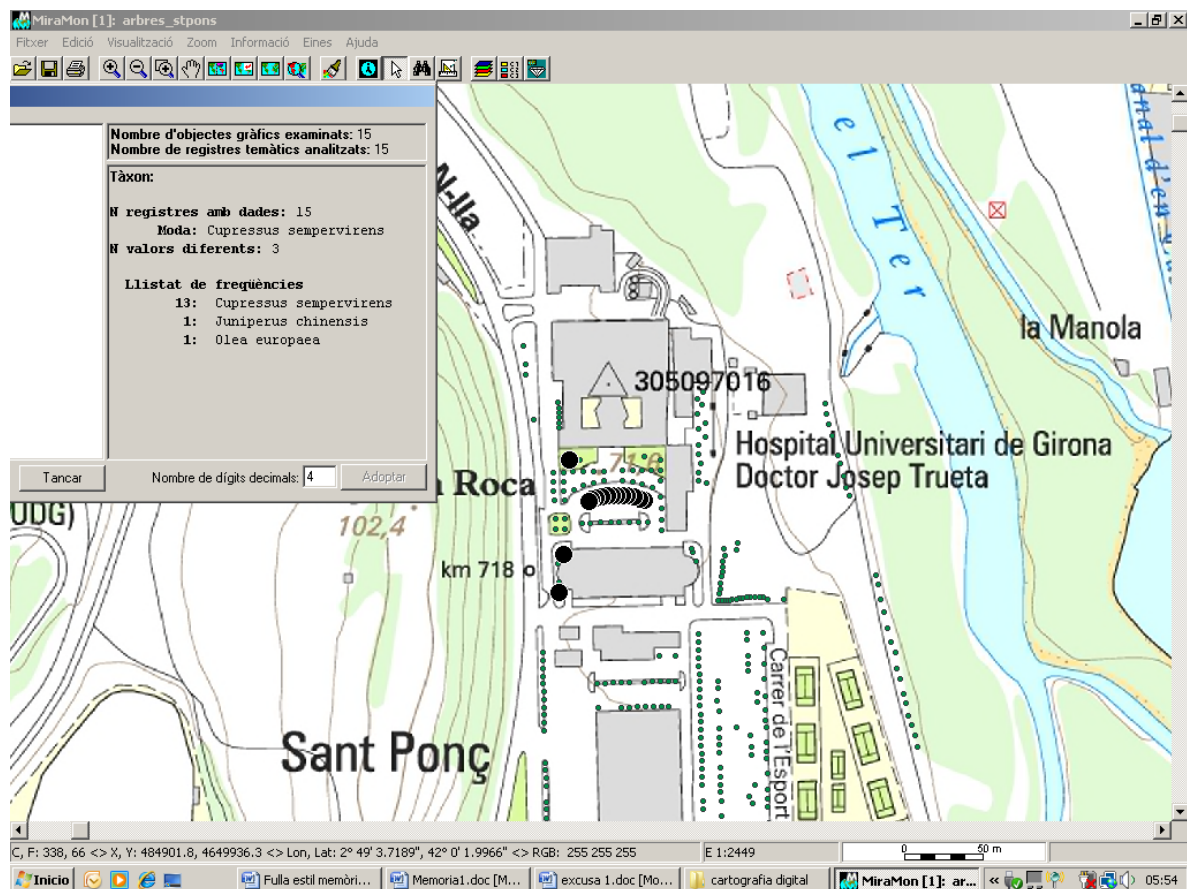 MiraMon [1]: arbres_stpons
Fitxer Edició Visualització Zoom Informació Eines Ajuda
Nombre d'objectes gràfics examinats: 15
Nombre de registres temàtics analitzats: 15
Tàxon:
N registres amb dades: 15
Moda: Cupressus sempervirens
N valors diferents: 3
Llistat de freqüències
13: Cupressus sempervirens
1: Juniperus chinensis
1: Olea europaea
Tancar
Nombre de dígits decimals: 4
Adoptar
N-IIa
el Ter
la Manola
305097016
Hospital Universitari de Girona
Doctor Josep Trueta
71,6
Roca
UDG)
102,4
km 718
Carrer de l'Esport
Sant Ponç
C, F: 338, 66 <> X, Y: 484901.8, 4649936.3 <> Lon, Lat: 2° 49' 3.7189", 42° 0' 1.9966" <> RGB: 255 255 255
E 1:2449
0 50 m
Inicio
Fulla estil memòri...
Memoria1.doc [M...
excusa 1.doc [Mo...
cartografia digital
MiraMon [1]: ar...
«
05:54